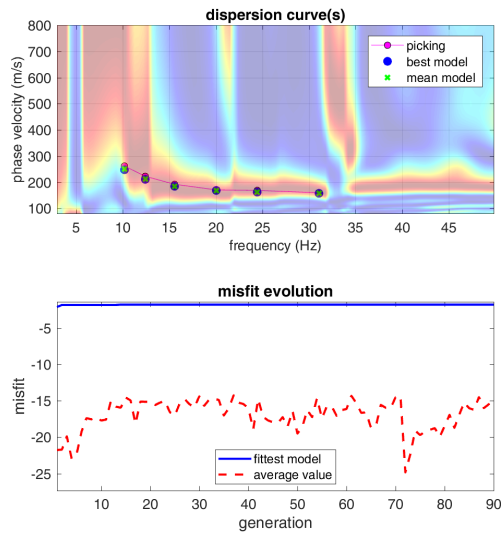 dispersion curve(s)
phase velocity (m/s)
800
700
600
500
400
300
200
100
picking
best model
mean model
5 10 15 20 25 30 35 40 45
frequency (Hz)
misfit evolution
misfit
-5
-10
-15
-20
-25
fittest model
average value
10 20 30 40 50 60 70 80 90
generation